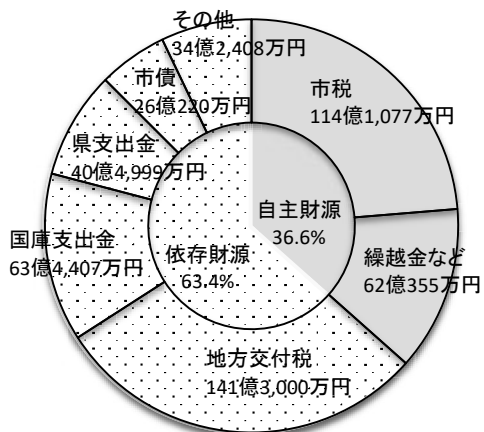 その他
34億2,408万円
市債
26億220万円
県支出金
40億4,999万円
国庫支出金
63億4,407万円
地方交付税
141億3,000万円
市税
114億1,077万円
繰越金など
62億355万円
自主財源
36.6%
依存財源
63.4%